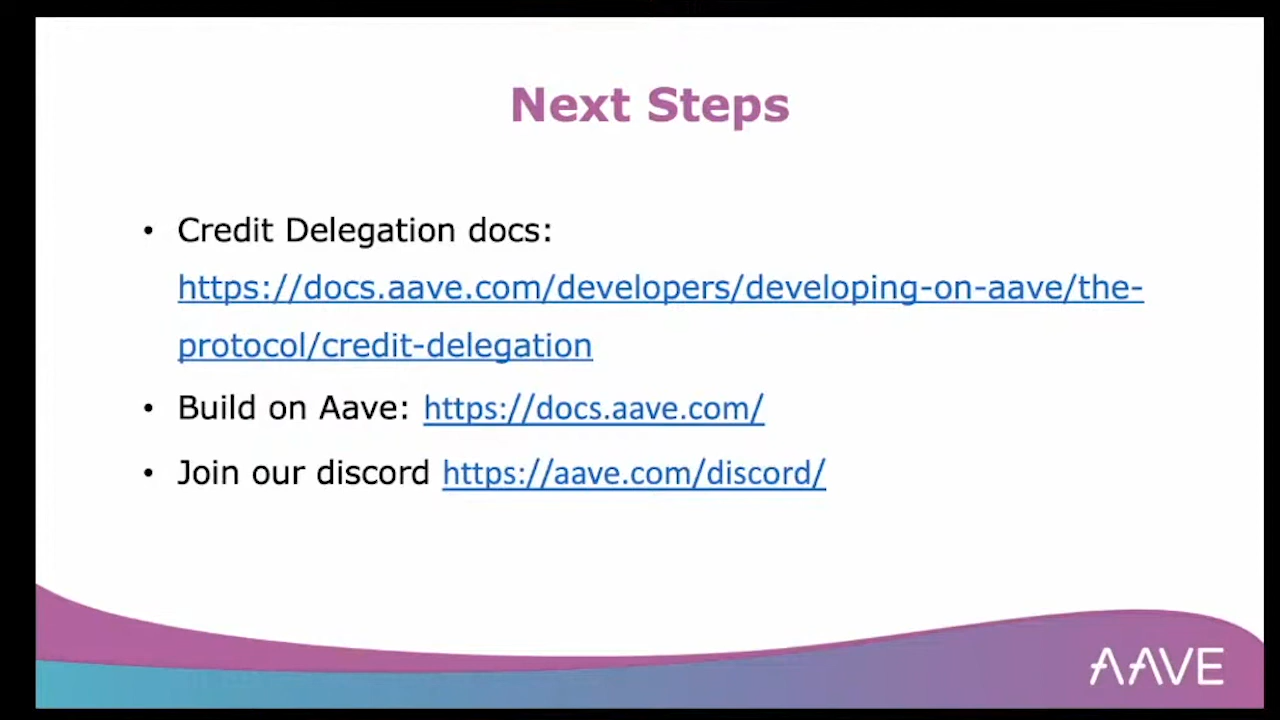 Next Steps
• Credit Delegation docs:
https://docs.aave.com/developers/developing-on-aave/the-
protocol/credit-delegation
• Build on Aave: https://docs.aave.com/
• Join our discord https://aave.com/discord/
AAVE